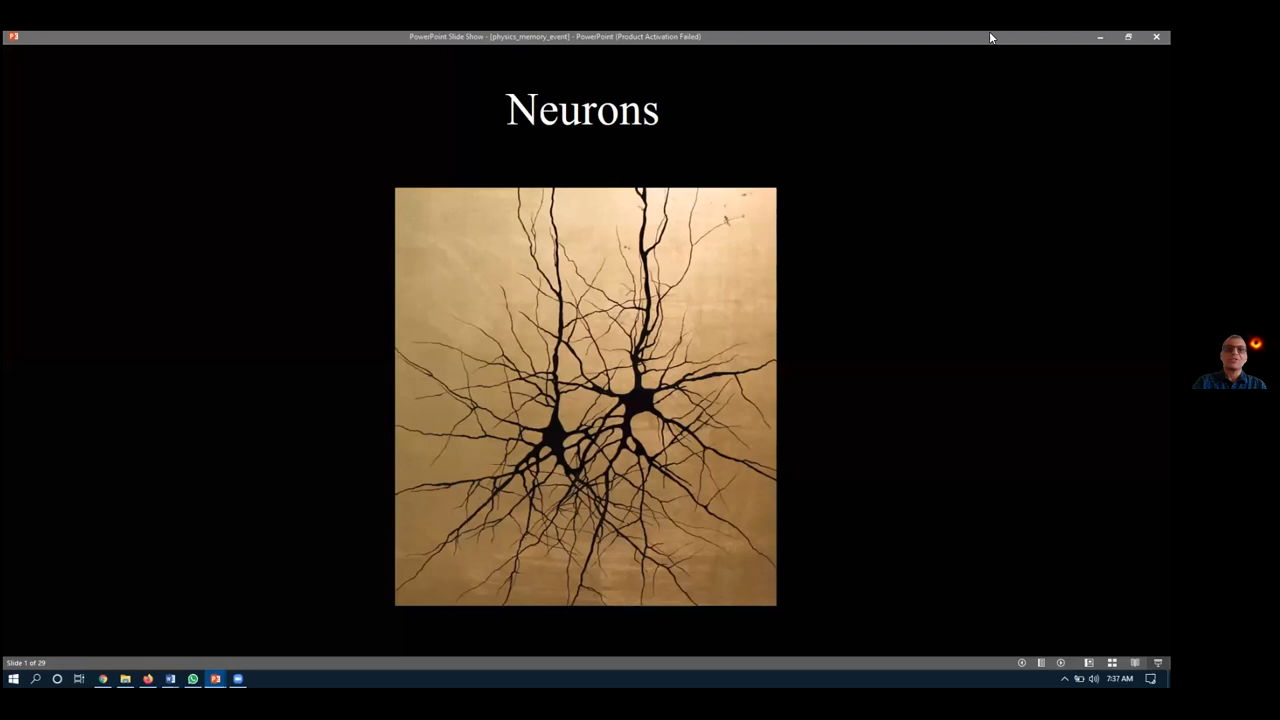 PowerPoint Slide Show - [physics_memory_event] - PowerPoint (Product Activation Failed)
Neurons
Slide 1 of 29
7:37 AM